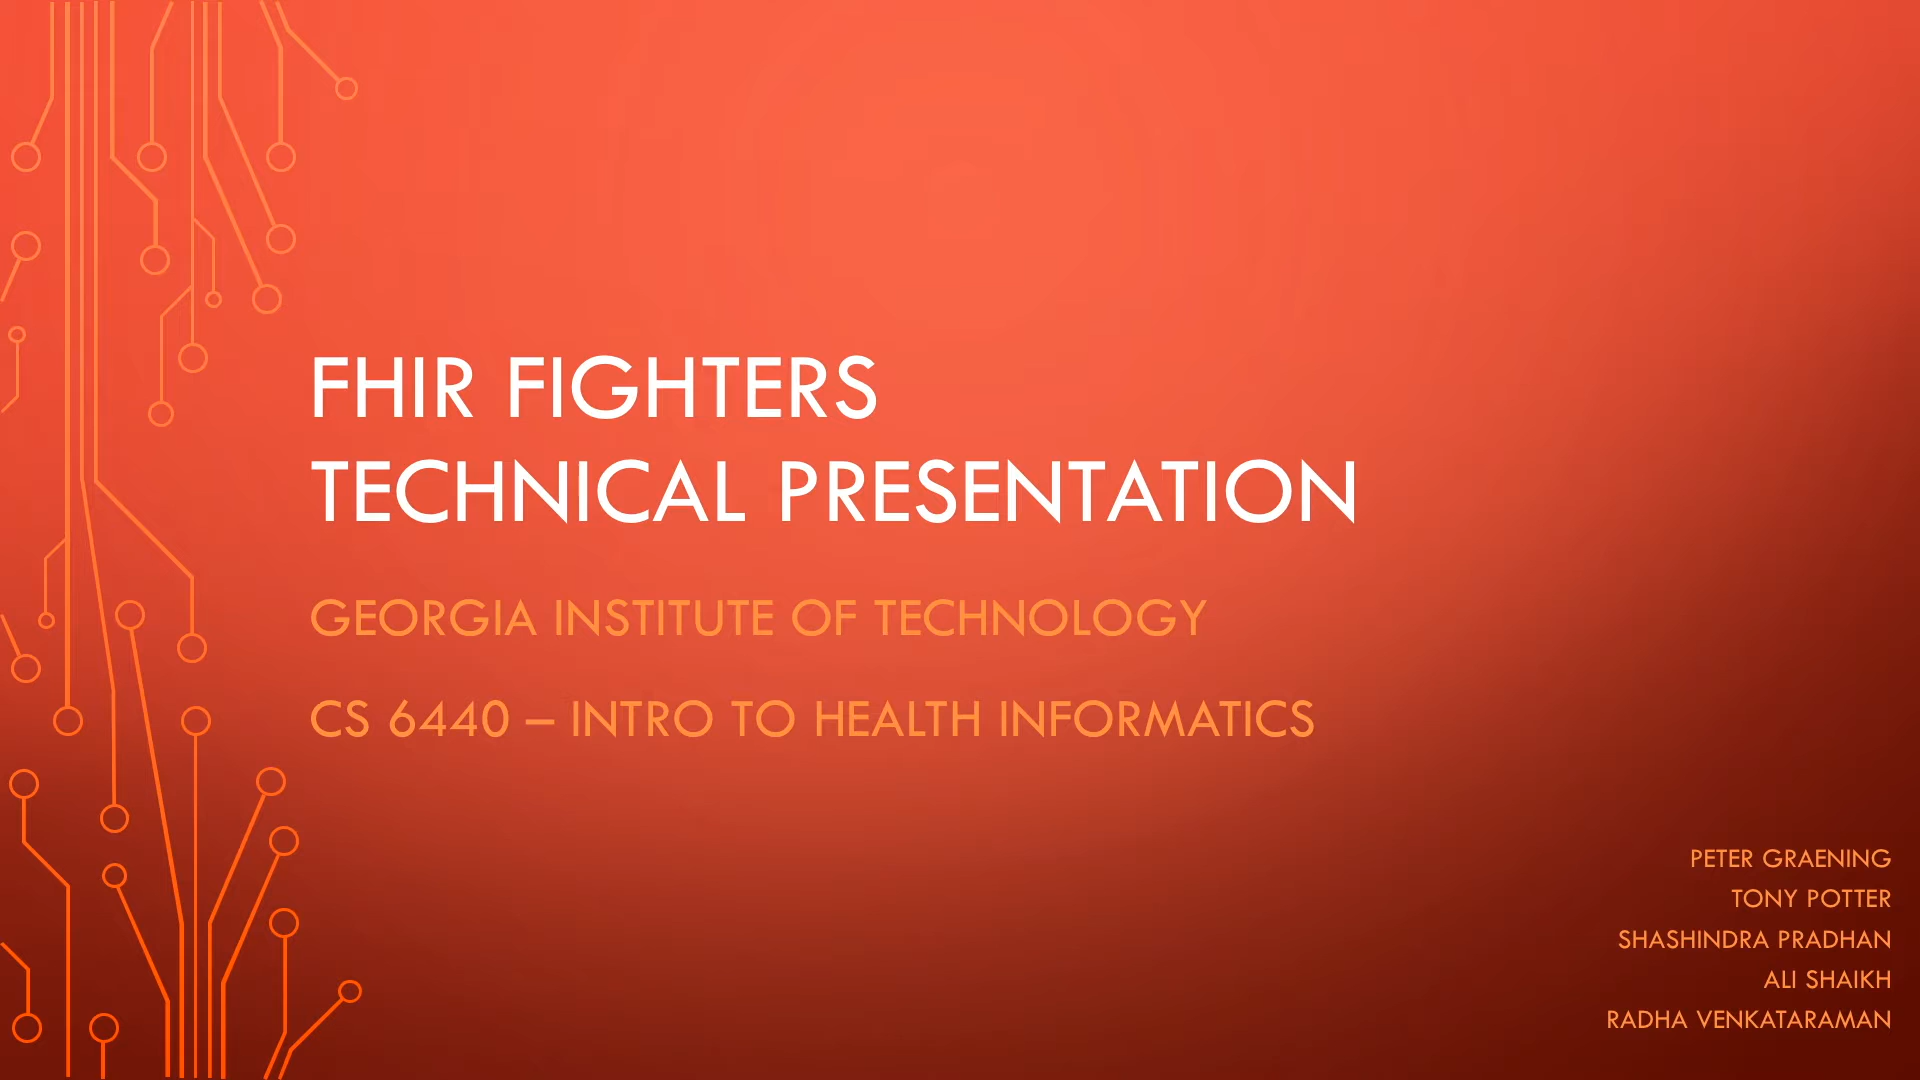 FHIR FIGHTERS
TECHNICAL PRESENTATION
GEORGIA INSTITUTE OF TECHNOLOGY
CS 6440 – INTRO TO HEALTH INFORMATICS
PETER GRAENING
TONY POTTER
SHASHINDRA PRADHAN
ALI SHAIKH
RADHA VENKATARAMAN